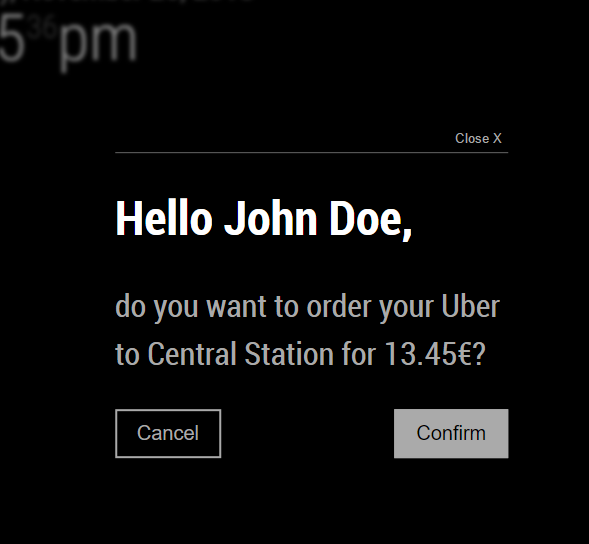 5 36 pm
Close X
Hello John Doe,
do you want to order your Uber
to Central Station for 13.45€?
Cancel
Confirm